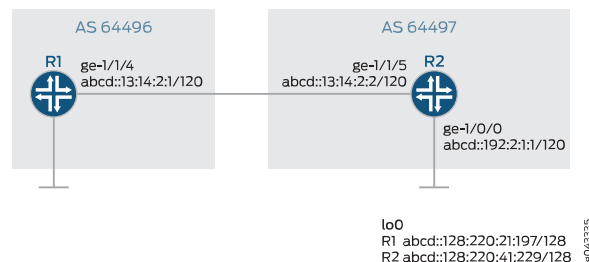 AS 64496
AS 64497
R1
ge-1/1/4
abcd::13:14:2:1/120
ge-1/1/5
abcd::13:14:2:2/120
R2
ge-1/0/0
abcd::192:2:1:1/120
lo0
R1 abcd::128:220:21:197/128
R2 abcd::128:220:41:229/128
g043335